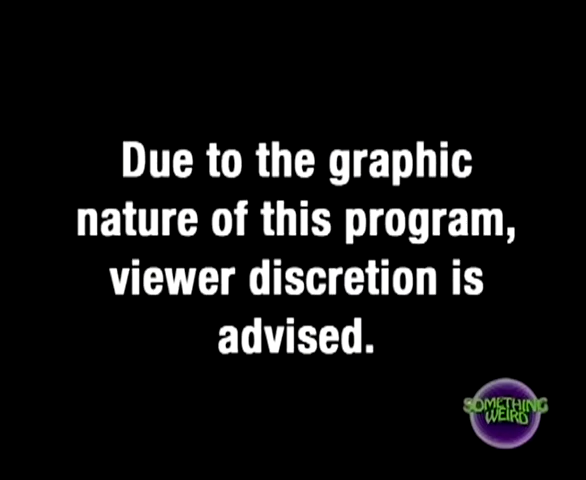 Due to the graphic
nature of this program,
viewer discretion is
advised.
SOMETHING
WEIRD